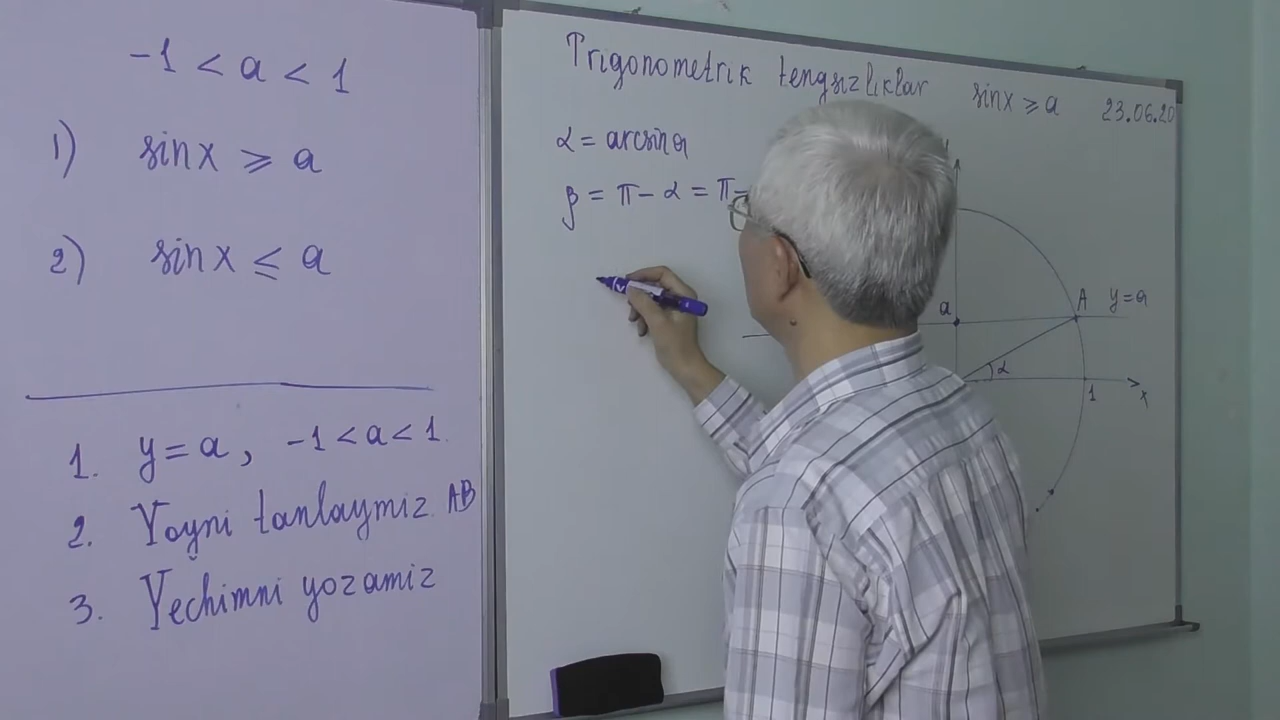 -1 < a < 1
1) sinx ⩾ a
2) sinx ⩽ a
1. y = a, -1 < a < 1.
2. Yoyni tanlaymiz AB
3. Yechimni yozamiz
Trigonometrik tengsizliklar sinx ⩾ a 23.06.20
α = arcsin a
β = π - α = π -
a
A y = a
α
1
x